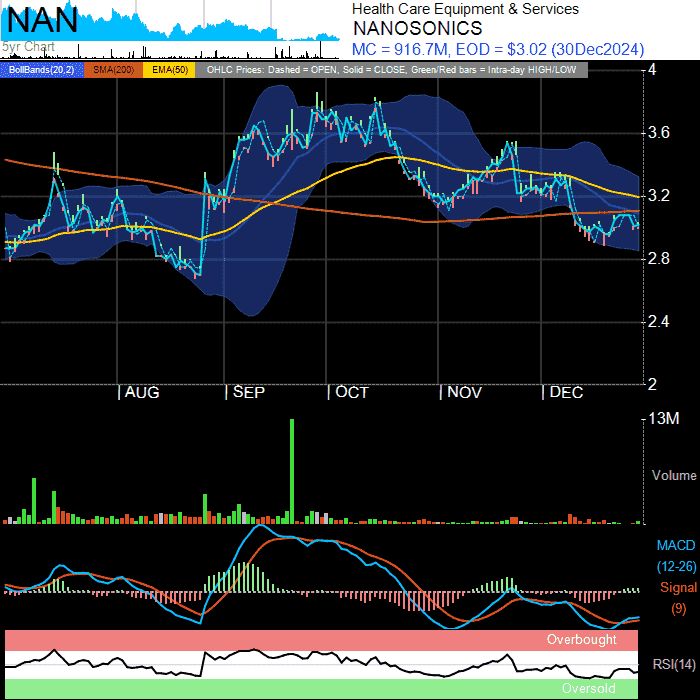 NAN
5yr Chart
Health Care Equipment & Services
NANOSONICS
MC = 916.7M, EOD = $3.02 (30Dec2024)
BollBands(20,2) SMA(200) EMA(50) OHLC Prices: Dashed = OPEN, Solid = CLOSE, Green/Red bars = Intra-day HIGH/LOW
4
3.6
3.2
2.8
2.4
2
AUG SEP OCT NOV DEC
13M
Volume
MACD
(12-26)
Signal
(9)
Overbought
RSI(14)
Oversold